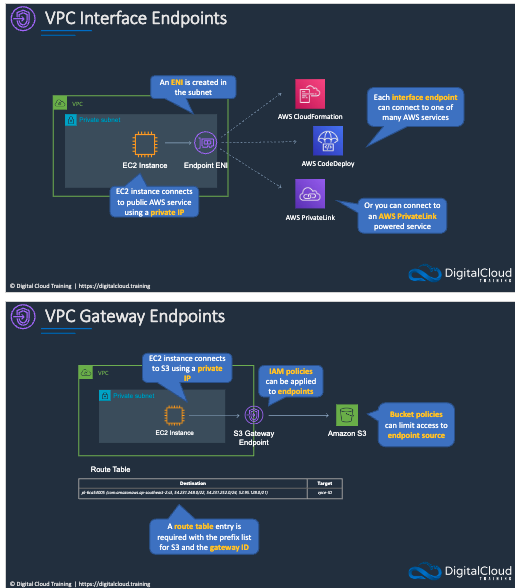 VPC Interface Endpoints
An ENI is created in
the subnet
VPC
Private subnet
EC2 Instance
Endpoint ENI
AWS CloudFormation
AWS CodeDeploy
AWS PrivateLink
Each interface endpoint
can connect to one of
many AWS services
EC2 instance connects
to public AWS service
using a private IP
Or you can connect to
an AWS PrivateLink
powered service
DigitalCloud
TRAINING
© Digital Cloud Training | https://digitalcloud.training
VPC Gateway Endpoints
EC2 instance connects
to S3 using a private
IP
VPC
Private subnet
EC2 Instance
IAM policies
can be applied
to endpoints
S3 Gateway
Endpoint
Amazon S3
Bucket policies
can limit access to
endpoint source
Route Table
Destination
Target
A route table entry is
required with the prefix list
for S3 and the gateway ID
DigitalCloud
TRAINING
© Digital Cloud Training | https://digitalcloud.training